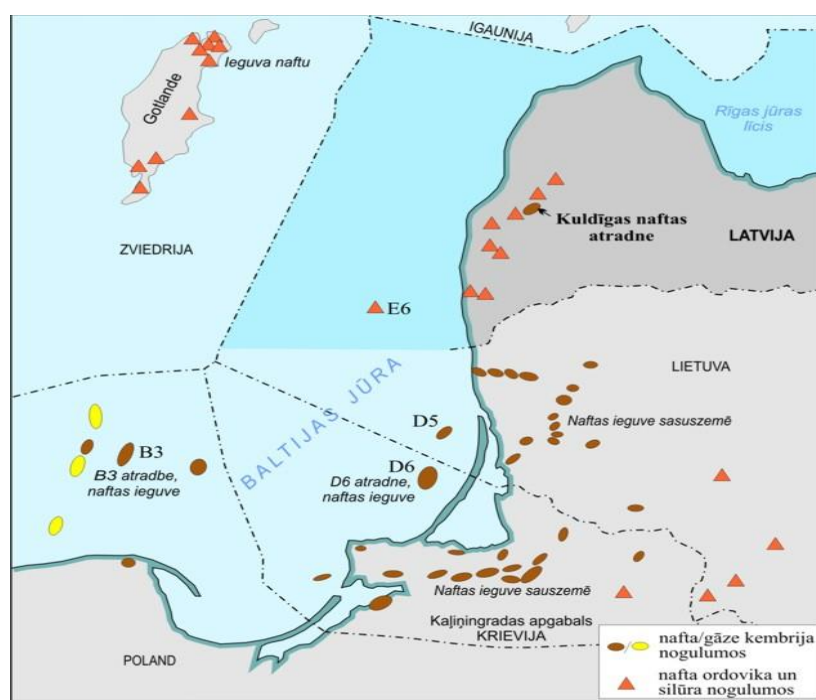 IGAUNIJA
Ieguva naftu
Gotlande
Rīgas jūras
līcis
Kuldīgas naftas
atradne
LATVIJA
ZVIEDRIJA
E6
BALTIJAS JŪRA
LIETUVA
Naftas ieguve sasuszemē
D5
B3
B3 atradbe,
naftas ieguve
D6
D6 atradne,
naftas ieguve
Naftas ieguve sauszemē
Kaļiņingradas apgabals
KRIEVIJA
POLAND
nafta/gāze kembrija
nogulumos
nafta ordovika un
silūra nogulumos